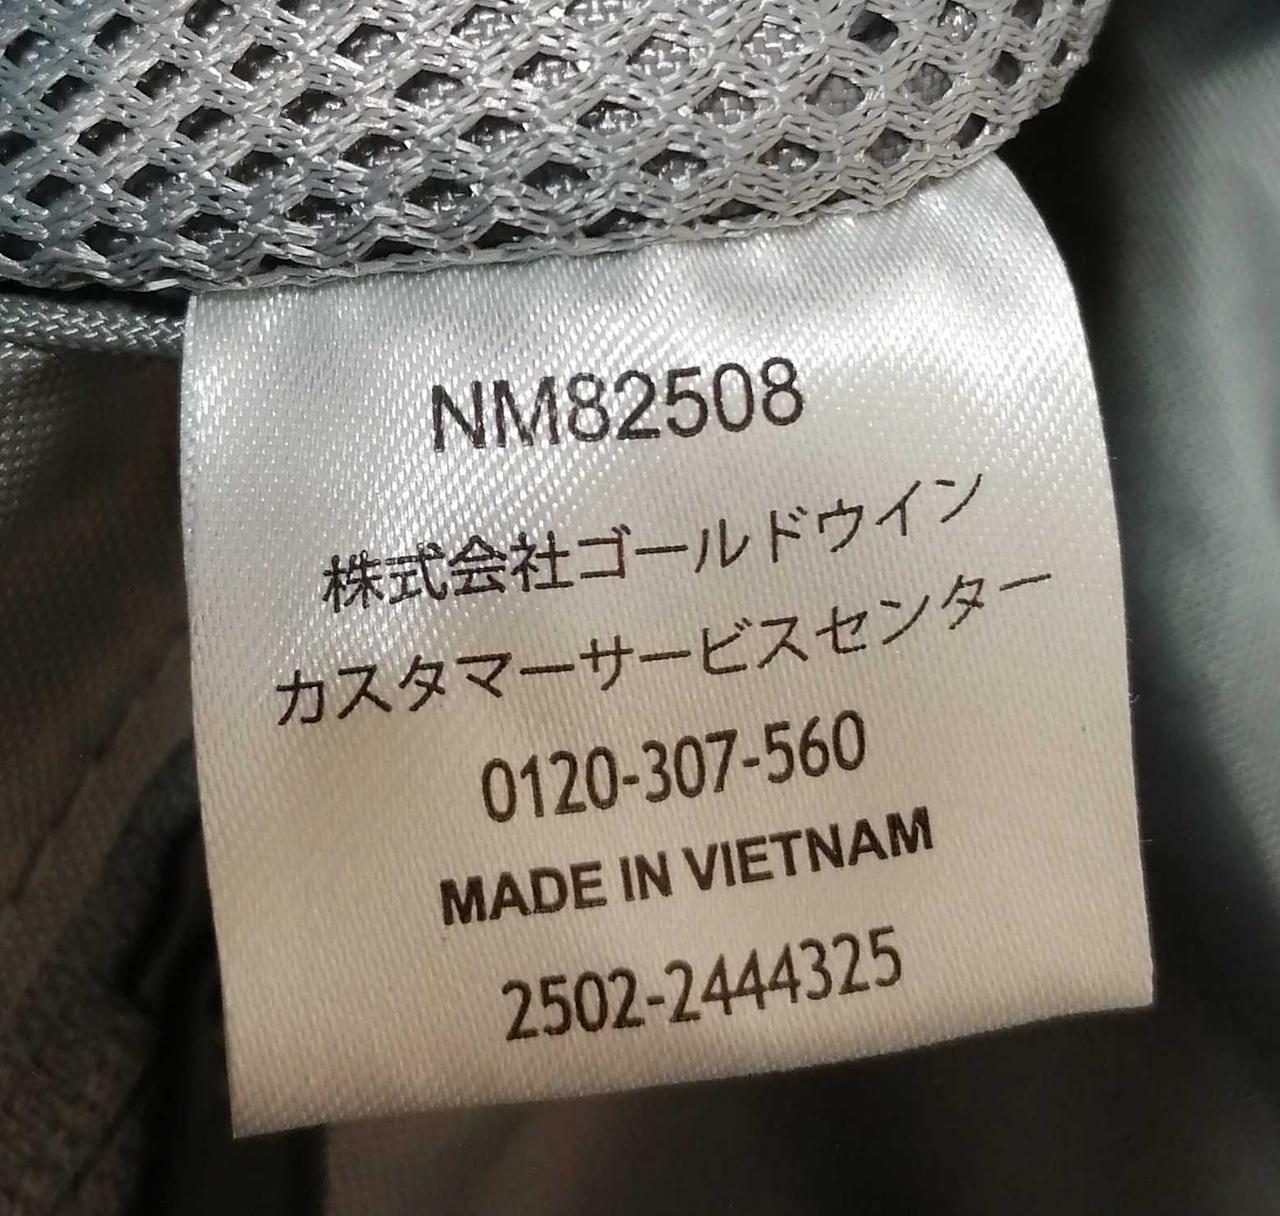 NM82508
株式会社ゴールドウイン
カスタマーサービスセンター
0120-307-560
MADE IN VIETNAM
2502-2444325